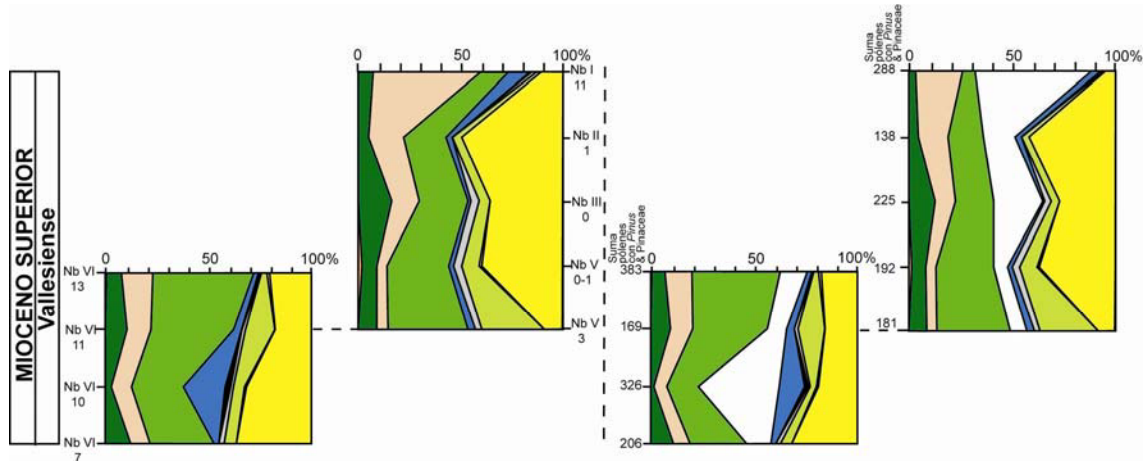 MIOCENO SUPERIOR
Vallesiense
0 50 100%
Nb I
11
Nb II
1
Nb III
0
Nb V
0-1
Nb V
3
0 50 100%
Nb VI
13
Nb VI
11
Nb VI
10
Nb VI
7
Suma
pólenes
con Pinus
& Pinaceae
0 50 100%
288
138
225
192
181
Suma
pólenes
con Pinus
& Pinaceae
0 50 100%
383
169
326
206